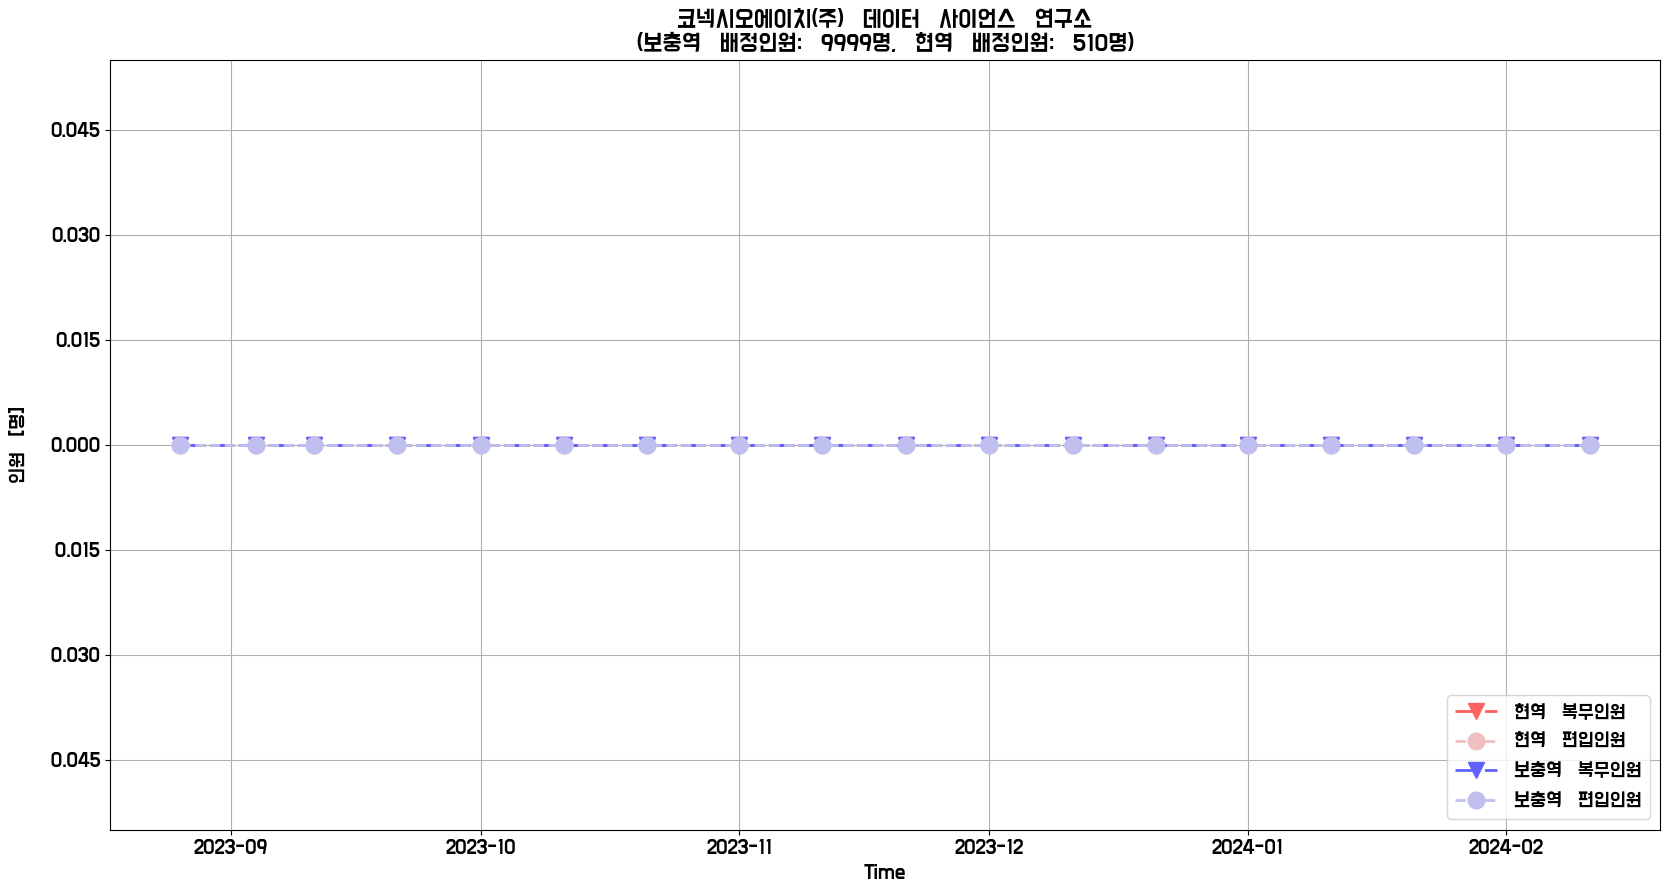 코넥시오에이치(주) 데이터 사이언스 연구소
(보충역 배정인원: 9999명, 현역 배정인원: 510명)
0.045
0.030
0.015
0.000
0.015
0.030
0.045
인원 [명]
현역 복무인원
현역 편입인원
보충역 복무인원
보충역 편입인원
2023-09 2023-10 2023-11 2023-12 2024-01 2024-02
Time